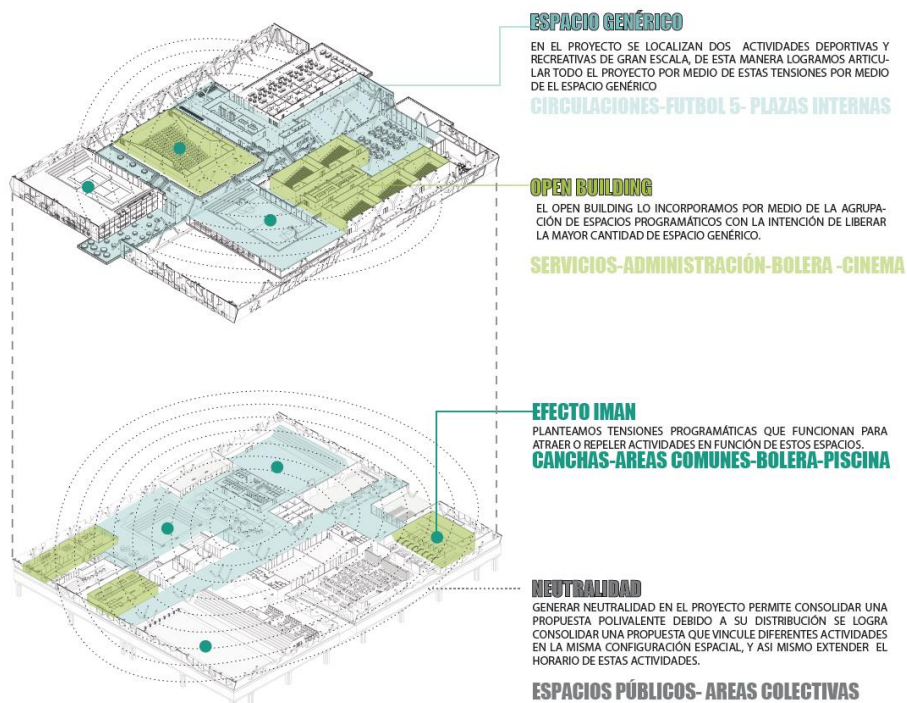 ESPACIO GENÉRICO
EN EL PROYECTO SE LOCALIZAN DOS ACTIVIDADES DEPORTIVAS Y
RECREATIVAS DE GRAN ESCALA, DE ESTA MANERA LOGRAMOS ARTICU-
LAR TODO EL PROYECTO POR MEDIO DE ESTAS TENSIONES POR MEDIO
DE EL ESPACIO GENÉRICO
CIRCULACIONES-FUTBOL 5- PLAZAS INTERNAS
OPEN BUILDING
EL OPEN BUILDING LO INCORPORAMOS POR MEDIO DE LA AGRUPA-
CIÓN DE ESPACIOS PROGRAMÁTICOS CON LA INTENCIÓN DE LIBERAR
LA MAYOR CANTIDAD DE ESPACIO GENÉRICO.
SERVICIOS-ADMINISTRACIÓN-BOLERA -CINEMA
EFECTO IMAN
PLANTEAMOS TENSIONES PROGRAMÁTICAS QUE FUNCIONAN PARA
ATRAER O REPELER ACTIVIDADES EN FUNCIÓN DE ESTOS ESPACIOS.
CANCHAS-AREAS COMUNES-BOLERA-PISCINA
NEUTRALIDAD
GENERAR NEUTRALIDAD EN EL PROYECTO PERMITE CONSOLIDAR UNA
PROPUESTA POLIVALENTE DEBIDO A SU DISTRIBUCIÓN SE LOGRA
CONSOLIDAR UNA PROPUESTA QUE VINCULE DIFERENTES ACTIVIDADES
EN LA MISMA CONFIGURACIÓN ESPACIAL, Y ASI MISMO EXTENDER EL
HORARIO DE ESTAS ACTIVIDADES.
ESPACIOS PÚBLICOS- AREAS COLECTIVAS